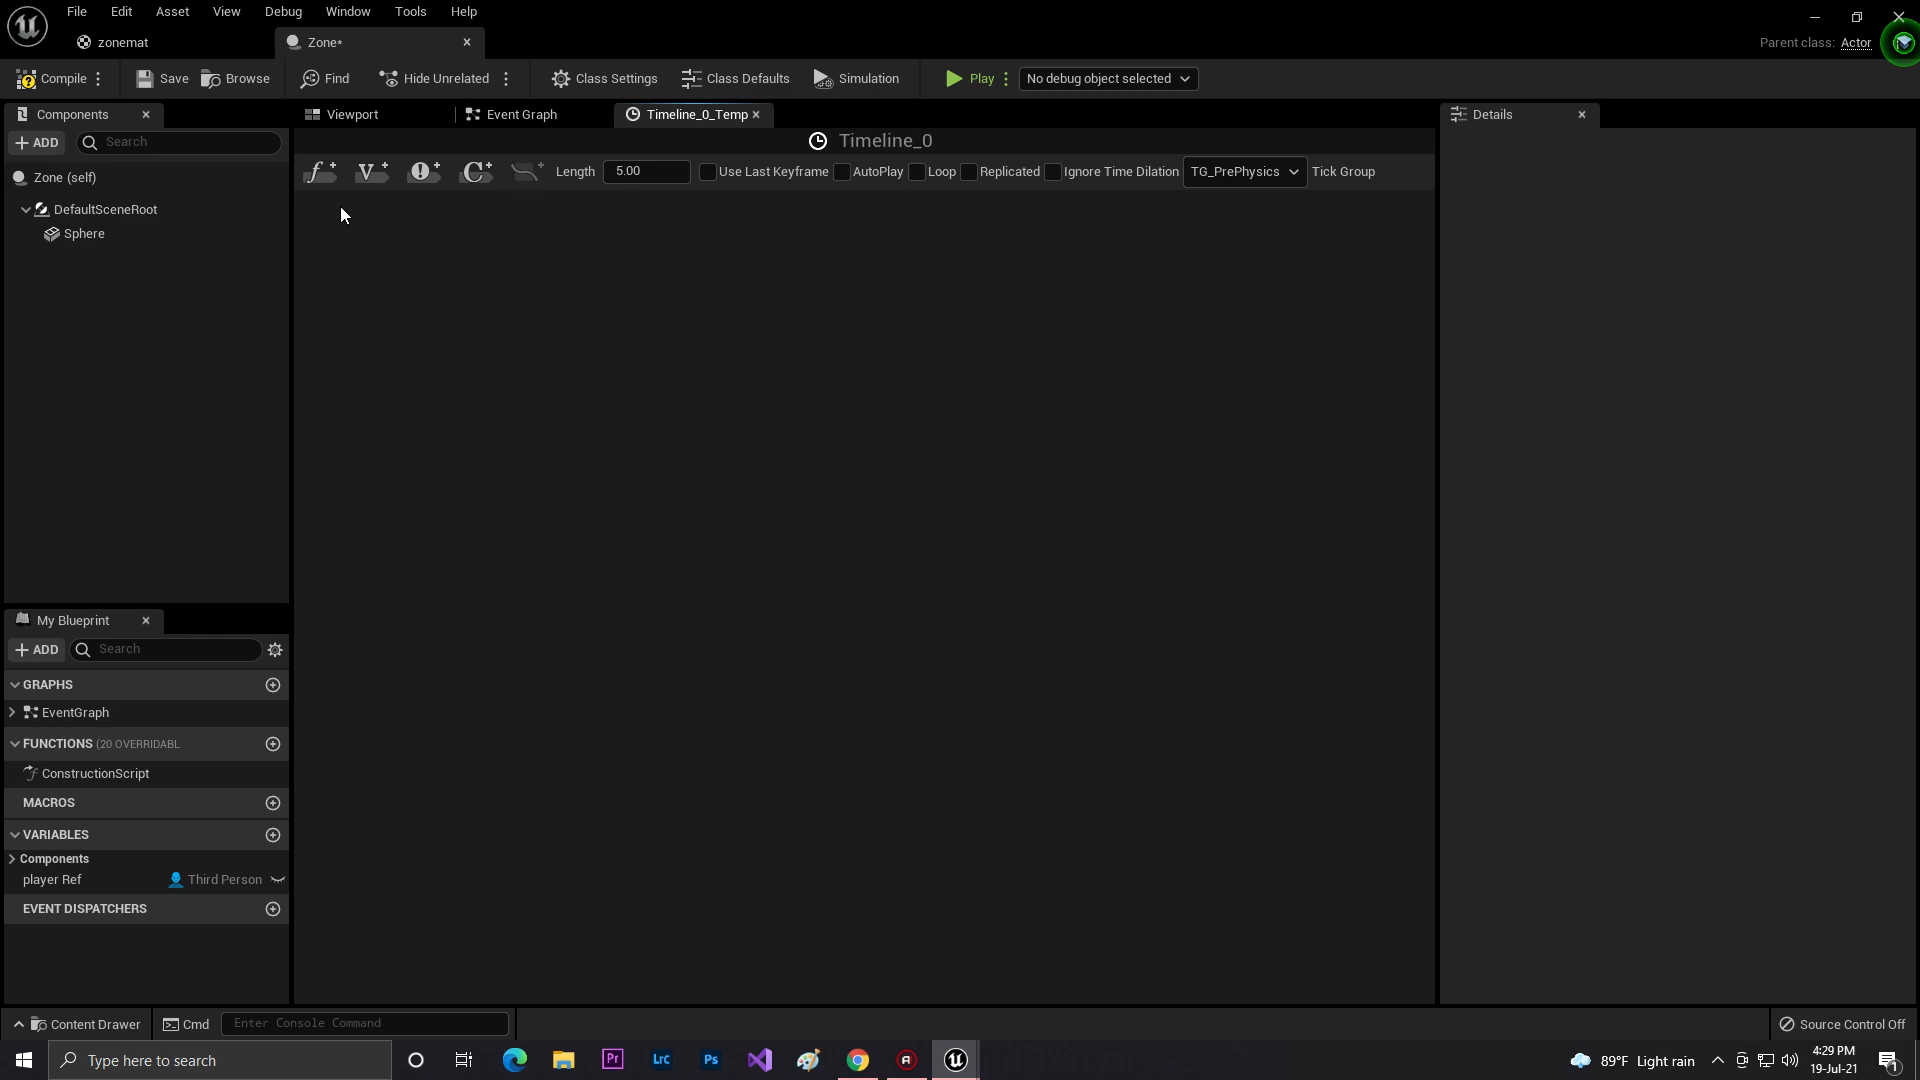 File Edit Asset View Debug Window Tools Help
zonemat Zone* Parent class: Actor
Compile Save Browse Find Hide Unrelated Class Settings Class Defaults Simulation Play No debug object selected
Components Viewport Event Graph Timeline_0_Temp Details
ADD Search Timeline_0
Length 5.00 Use Last Keyframe AutoPlay Loop Replicated Ignore Time Dilation TG_PrePhysics Tick Group
Zone (self)
DefaultSceneRoot
Sphere
My Blueprint
ADD Search
GRAPHS
EventGraph
FUNCTIONS (20 OVERRIDABL
ConstructionScript
MACROS
VARIABLES
Components
player Ref Third Person
EVENT DISPATCHERS
Content Drawer Cmd Enter Console Command Source Control Off
Type here to search Pr Lrc Ps 89°F Light rain 4:29 PM
19-Jul-21 1